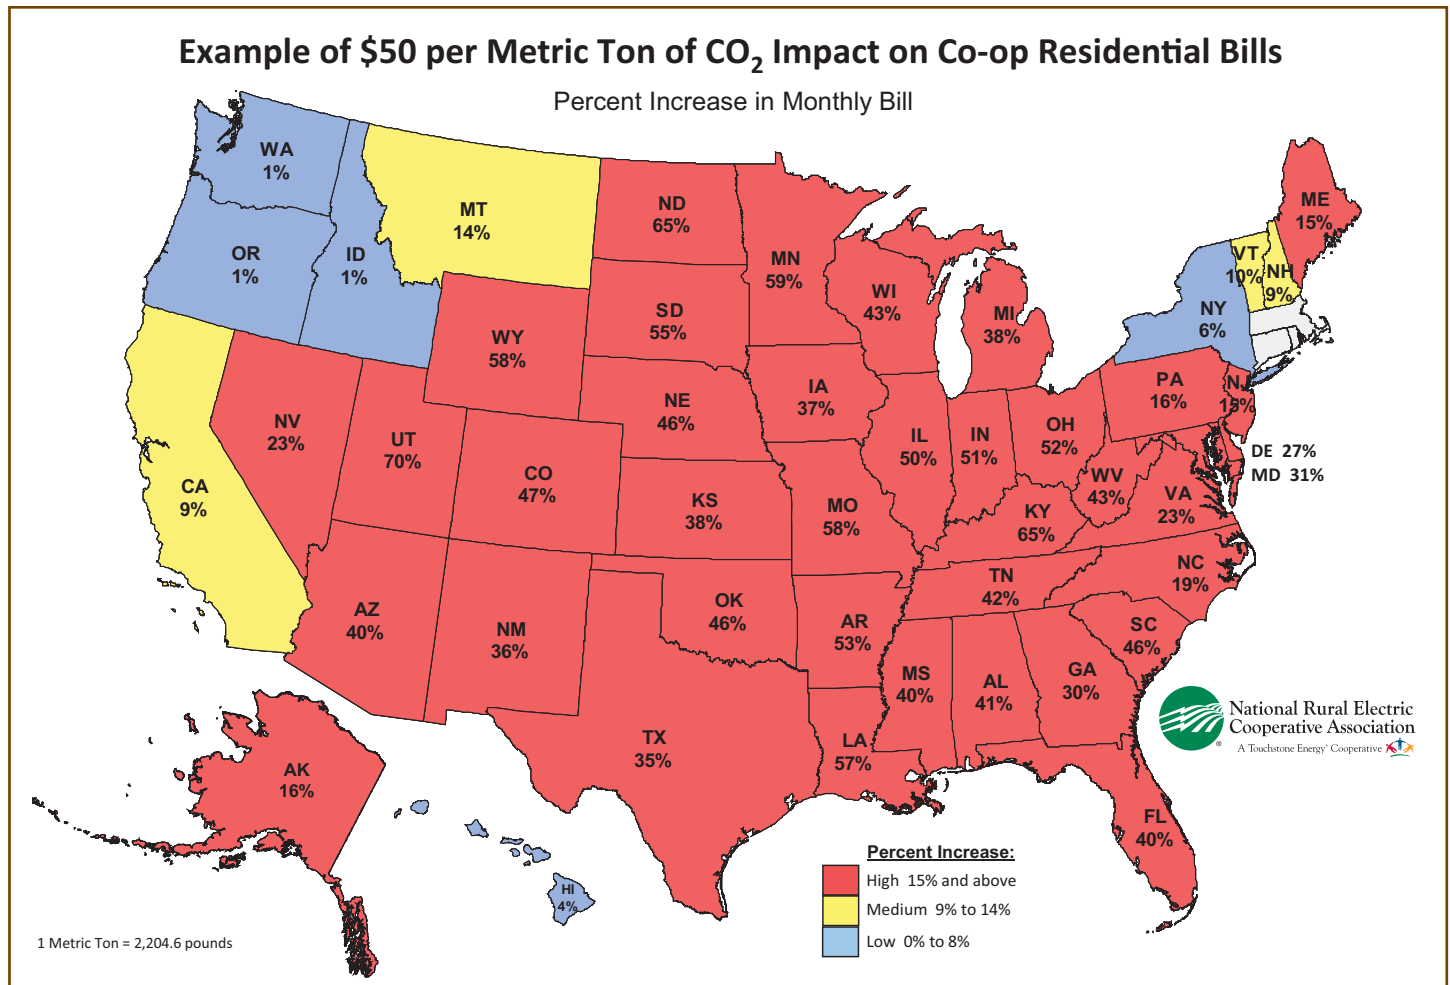 Example of $50 per Metric Ton of CO2 Impact on Co-op Residential Bills
Percent Increase in Monthly Bill
WA
1%
OR
1%
ID
1%
MT
14%
ND
65%
MN
59%
SD
55%
WY
58%
WI
43%
MI
38%
ME
15%
VT
10%
NH
9%
NY
6%
PA
16%
NJ
15%
DE 27%
MD 31%
NV
23%
UT
70%
CO
47%
NE
46%
IA
37%
KS
38%
MO
58%
IL
50%
IN
51%
OH
52%
WV
43%
VA
23%
KY
65%
CA
9%
AZ
40%
NM
36%
OK
46%
AR
53%
TN
42%
NC
19%
SC
46%
MS
40%
AL
41%
GA
30%
TX
35%
LA
57%
FL
40%
AK
16%
HI
4%
National Rural Electric
Cooperative Association
A Touchstone Energy® Cooperative
®
Percent Increase:
High 15% and above
Medium 9% to 14%
Low 0% to 8%
1 Metric Ton = 2,204.6 pounds